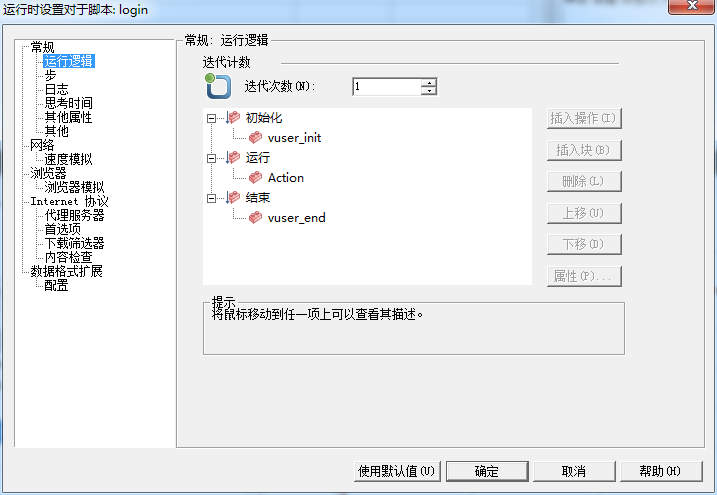 运行时设置对于脚本: login
常规
运行逻辑
步
日志
思考时间
其他属性
其他
网络
速度模拟
浏览器
浏览器模拟
Internet 协议
代理服务器
首选项
下载筛选器
内容检查
数据格式扩展
配置
常规: 运行逻辑
迭代计数
迭代次数(N):
1
初始化
vuser_init
运行
Action
结束
vuser_end
插入操作(I)
插入块(B)
删除(L)
上移(U)
下移(D)
属性(P)...
提示
将鼠标移动到任一项上可以查看其描述。
使用默认值(U)
确定
取消
帮助(H)